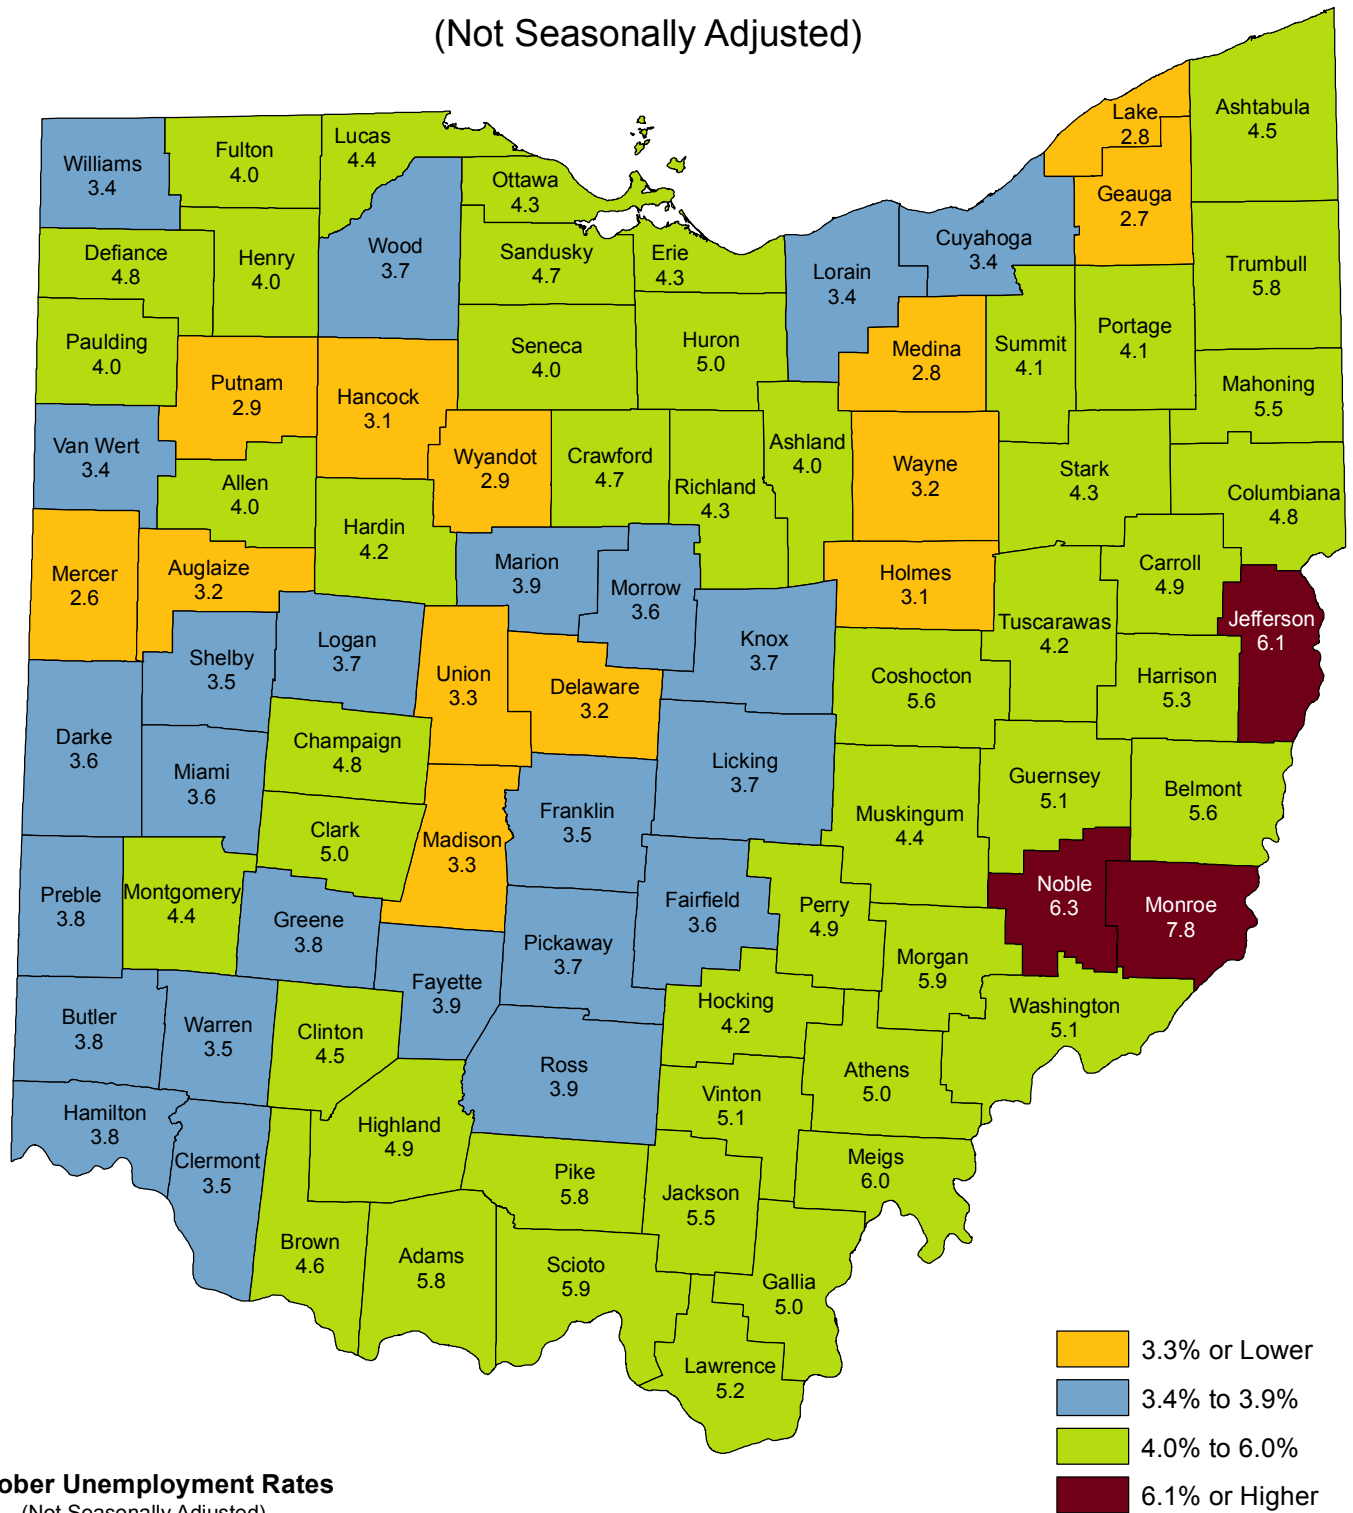 (Not Seasonally Adjusted)
Williams
3.4
Fulton
4.0
Lucas
4.4
Ottawa
4.3
Lake
2.8
Ashtabula
4.5
Geauga
2.7
Defiance
4.8
Henry
4.0
Wood
3.7
Sandusky
4.7
Erie
4.3
Lorain
3.4
Cuyahoga
3.4
Trumbull
5.8
Paulding
4.0
Putnam
2.9
Hancock
3.1
Seneca
4.0
Huron
5.0
Medina
2.8
Summit
4.1
Portage
4.1
Mahoning
5.5
Van Wert
3.4
Allen
4.0
Wyandot
2.9
Crawford
4.7
Richland
4.3
Ashland
4.0
Wayne
3.2
Stark
4.3
Columbiana
4.8
Mercer
2.6
Auglaize
3.2
Hardin
4.2
Marion
3.9
Morrow
3.6
Holmes
3.1
Carroll
4.9
Jefferson
6.1
Shelby
3.5
Logan
3.7
Union
3.3
Delaware
3.2
Knox
3.7
Coshocton
5.6
Tuscarawas
4.2
Harrison
5.3
Darke
3.6
Miami
3.6
Champaign
4.8
Clark
5.0
Madison
3.3
Franklin
3.5
Licking
3.7
Muskingum
4.4
Guernsey
5.1
Belmont
5.6
Preble
3.8
Montgomery
4.4
Greene
3.8
Fayette
3.9
Pickaway
3.7
Fairfield
3.6
Perry
4.9
Morgan
5.9
Noble
6.3
Monroe
7.8
Butler
3.8
Warren
3.5
Clinton
4.5
Ross
3.9
Hocking
4.2
Athens
5.0
Washington
5.1
Hamilton
3.8
Clermont
3.5
Highland
4.9
Pike
5.8
Vinton
5.1
Jackson
5.5
Meigs
6.0
Brown
4.6
Adams
5.8
Scioto
5.9
Gallia
5.0
Lawrence
5.2
3.3% or Lower
3.4% to 3.9%
4.0% to 6.0%
6.1% or Higher
ober Unemployment Rates
(Not Seasonally Adjusted)